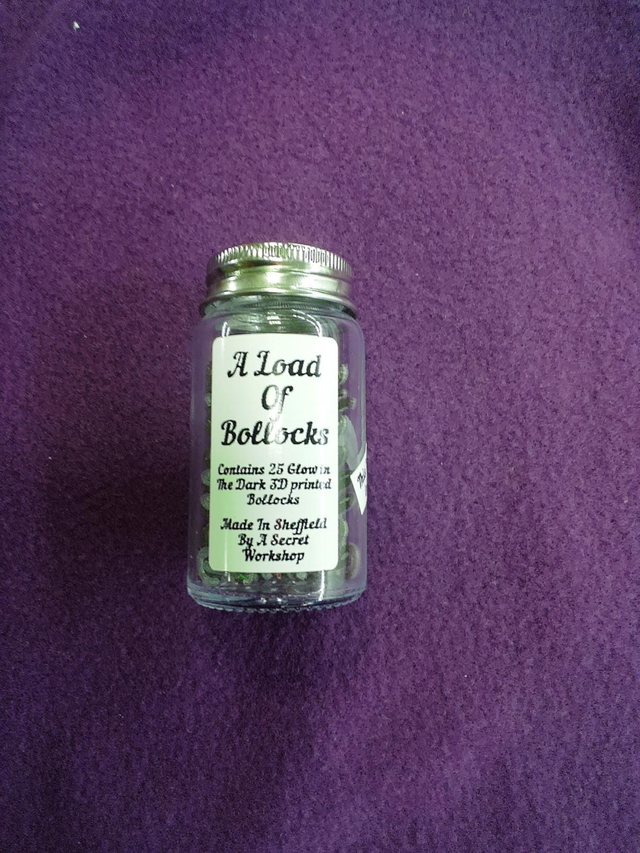 A Load
Of
Bollocks
Contains 25 Glow in
The Dark 3D printed
Bollocks
Made In Sheffield
By A Secret
Workshop